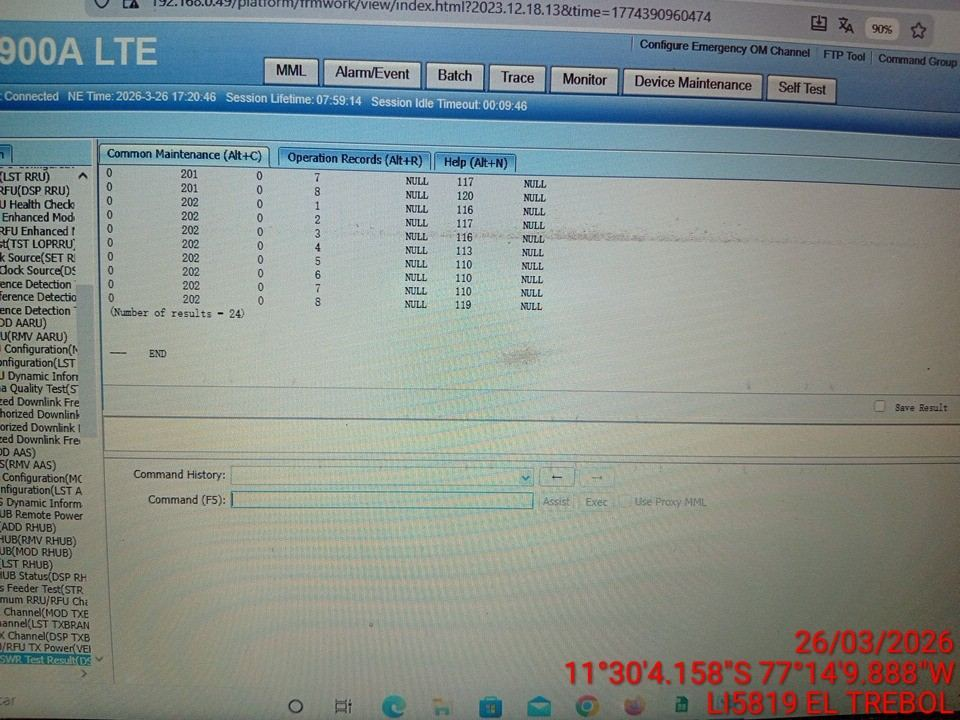 192.168.0.49/platform/frmwork/view/index.html?2023.12.18.13&time=1774390960474
90%
900A LTE
Configure Emergency OM Channel FTP Tool Command Group
MML Alarm/Event Batch Trace Monitor Device Maintenance Self Test
: Connected NE Time: 2026-3-26 17:20:46 Session Lifetime: 07:59:14 Session Idle Timeout: 00:09:46
Common Maintenance (Alt+C) Operation Records (Alt+R) Help (Alt+N)
0 201 0 7 NULL 117 NULL
0 201 0 8 NULL 120 NULL
0 202 0 1 NULL 116 NULL
0 202 0 2 NULL 117 NULL
0 202 0 3 NULL 116 NULL
0 202 0 4 NULL 113 NULL
0 202 0 5 NULL 110 NULL
0 202 0 6 NULL 110 NULL
0 202 0 7 NULL 110 NULL
0 202 0 8 NULL 119 NULL
(Number of results = 24)
--- END
Save Result
Command History: ← →
Command (F5): Assist Exec Use Proxy MML
(LST RRU)
RFU(DSP RRU)
U Health Check
Enhanced Mod
RFU Enhanced
st(TST LOPRRU)
k Source(SET R
Clock Source(DS
ence Detection
ference Detectio
ence Detection
DD AARU)
U(RMV AARU)
Configuration(
nfiguration(LST
U Dynamic Inforr
a Quality Test(S
zed Downlink Fre
horized Downlink
orized Downlink
zed Downlink Fre
DD AAS)
S(RMV AAS)
Configuration(MO
nfiguration(LST A
S Dynamic Inform
UB Remote Power
(ADD RHUB)
HUB(RMV RHUB)
UB(MOD RHUB)
(LST RHUB)
HUB Status(DSP RH
s Feeder Test(STR
mum RRU/RFU Cha
Channel(MOD TXB
annel(LST TXBRAN
X Channel(DSP TXB
U/RFU TX Power(VE
SWR Test Result(DS
26/03/2026
11°30'4.158"S 77°14'9.888"W
LI5819 EL TREBOL